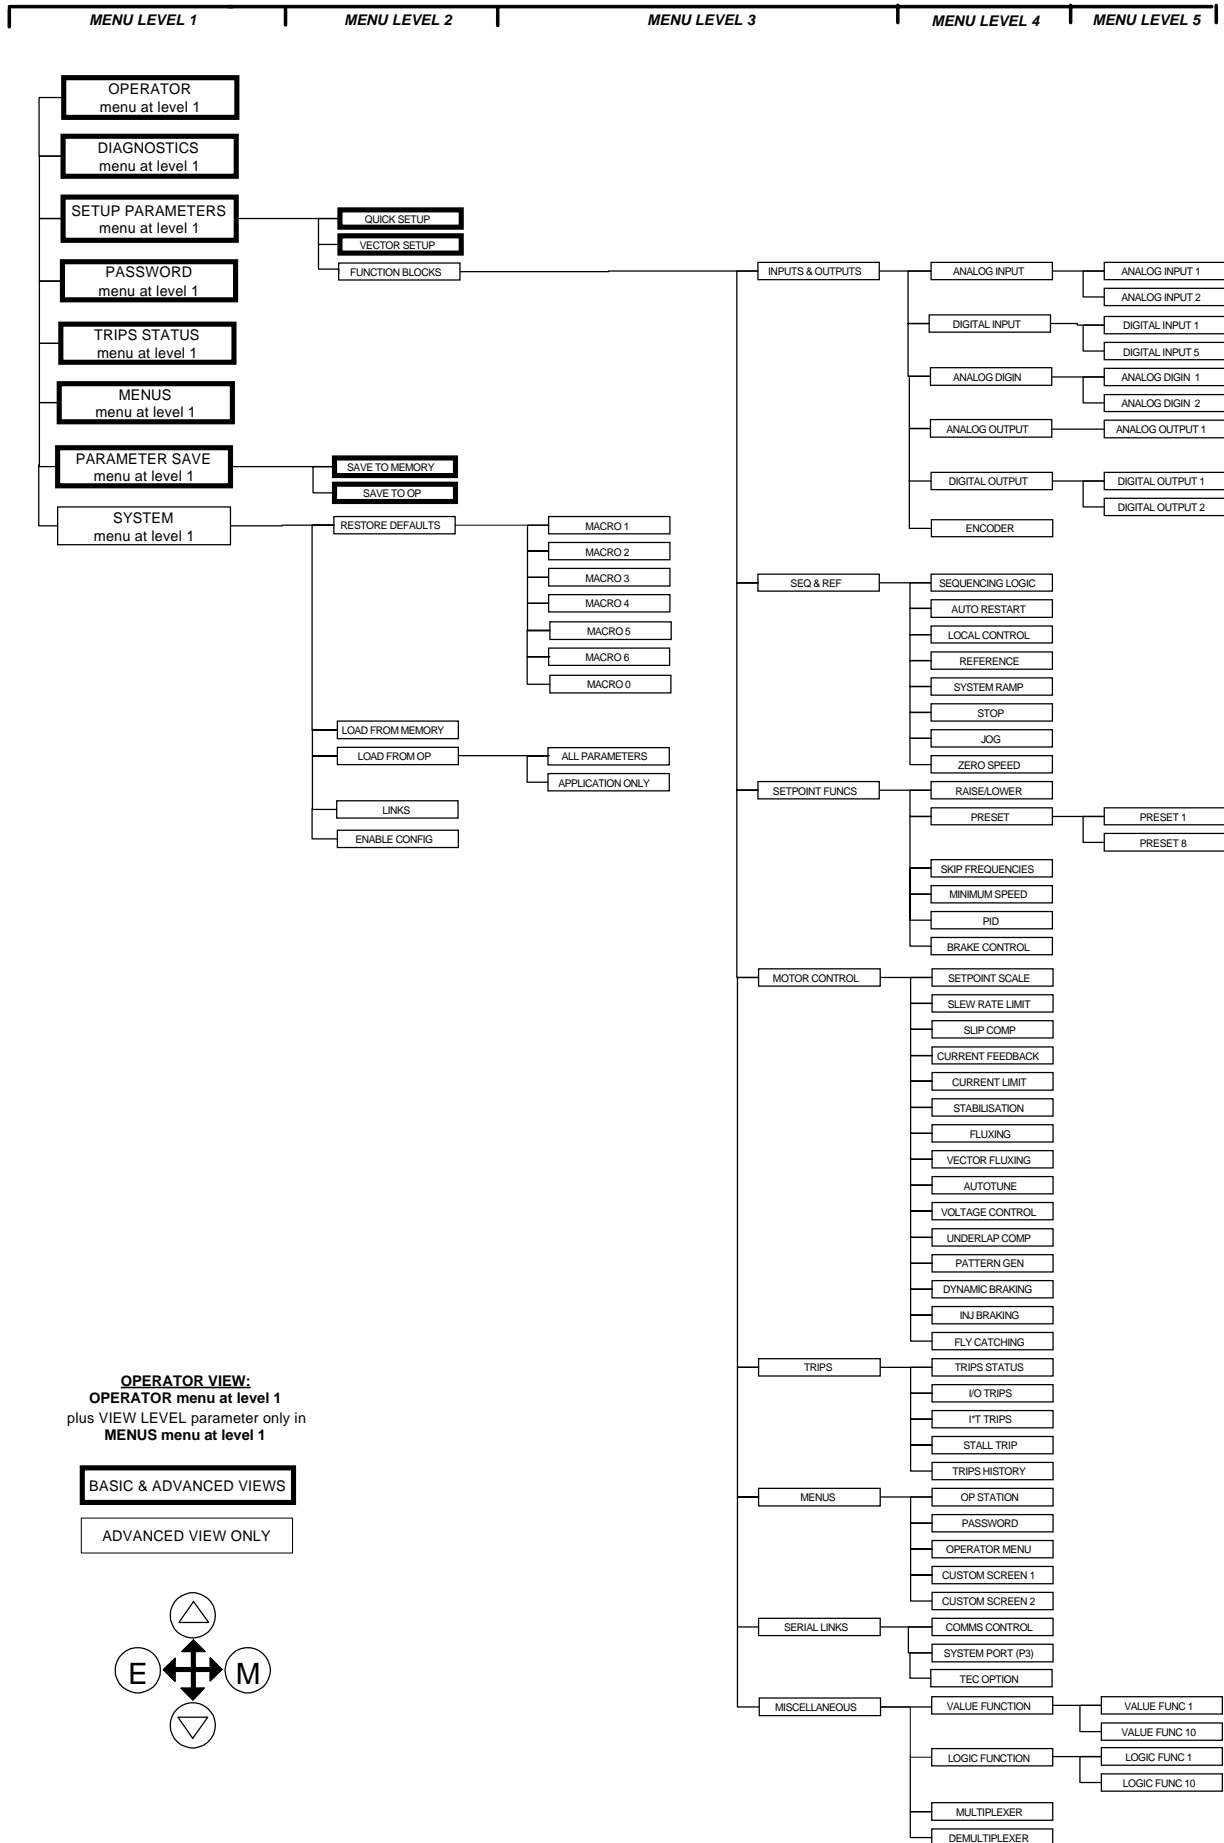 MENU LEVEL 1
MENU LEVEL 2
MENU LEVEL 3
MENU LEVEL 4
MENU LEVEL 5
OPERATOR
menu at level 1
DIAGNOSTICS
menu at level 1
SETUP PARAMETERS
menu at level 1
PASSWORD
menu at level 1
TRIPS STATUS
menu at level 1
MENUS
menu at level 1
PARAMETER SAVE
menu at level 1
SYSTEM
menu at level 1
QUICK SETUP
VECTOR SETUP
FUNCTION BLOCKS
SAVE TO MEMORY
SAVE TO OP
RESTORE DEFAULTS
LOAD FROM MEMORY
LOAD FROM OP
LINKS
ENABLE CONFIG
MACRO 1
MACRO 2
MACRO 3
MACRO 4
MACRO 5
MACRO 6
MACRO 0
ALL PARAMETERS
APPLICATION ONLY
INPUTS & OUTPUTS
ANALOG INPUT
ANALOG INPUT 1
ANALOG INPUT 2
DIGITAL INPUT
DIGITAL INPUT 1
DIGITAL INPUT 5
ANALOG DIGIN
ANALOG DIGIN 1
ANALOG DIGIN 2
ANALOG OUTPUT
ANALOG OUTPUT 1
DIGITAL OUTPUT
DIGITAL OUTPUT 1
DIGITAL OUTPUT 2
ENCODER
SEQ & REF
SEQUENCING LOGIC
AUTO RESTART
LOCAL CONTROL
REFERENCE
SYSTEM RAMP
STOP
JOG
ZERO SPEED
SETPOINT FUNCS
RAISE/LOWER
PRESET
PRESET 1
PRESET 8
SKIP FREQUENCIES
MINIMUM SPEED
PID
BRAKE CONTROL
MOTOR CONTROL
SETPOINT SCALE
SLEW RATE LIMIT
SLIP COMP
CURRENT FEEDBACK
CURRENT LIMIT
STABILISATION
FLUXING
VECTOR FLUXING
AUTOTUNE
VOLTAGE CONTROL
UNDERLAP COMP
PATTERN GEN
DYNAMIC BRAKING
INJ BRAKING
FLY CATCHING
TRIPS
TRIPS STATUS
I/O TRIPS
I*T TRIPS
STALL TRIP
TRIPS HISTORY
MENUS
OP STATION
PASSWORD
OPERATOR MENU
CUSTOM SCREEN 1
CUSTOM SCREEN 2
SERIAL LINKS
COMMS CONTROL
SYSTEM PORT (P3)
TEC OPTION
MISCELLANEOUS
VALUE FUNCTION
VALUE FUNC 1
VALUE FUNC 10
LOGIC FUNCTION
LOGIC FUNC 1
LOGIC FUNC 10
MULTIPLEXER
DEMULTIPLEXER
OPERATOR VIEW:
OPERATOR menu at level 1
plus VIEW LEVEL parameter only in
MENUS menu at level 1
BASIC & ADVANCED VIEWS
ADVANCED VIEW ONLY
E
M